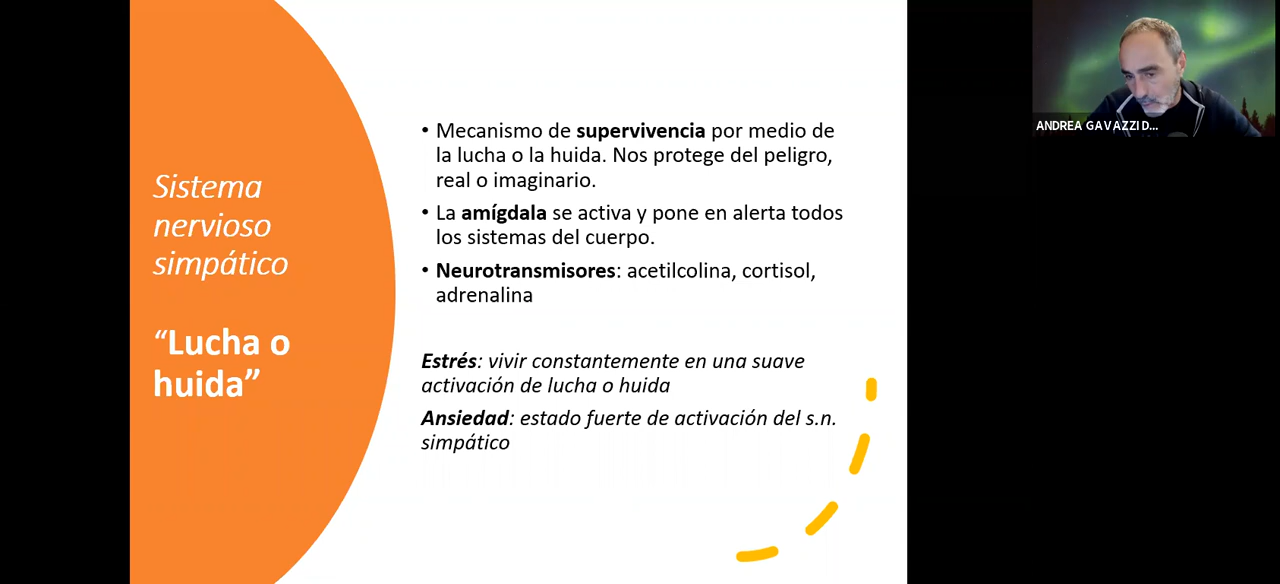 Sistema
nervioso
simpático
“Lucha o
huida”
• Mecanismo de supervivencia por medio de
la lucha o la huida. Nos protege del peligro,
real o imaginario.
• La amígdala se activa y pone en alerta todos
los sistemas del cuerpo.
• Neurotransmisores: acetilcolina, cortisol,
adrenalina
Estrés: vivir constantemente en una suave
activación de lucha o huida
Ansiedad: estado fuerte de activación del s.n.
simpático
ANDREA GAVAZZI D...